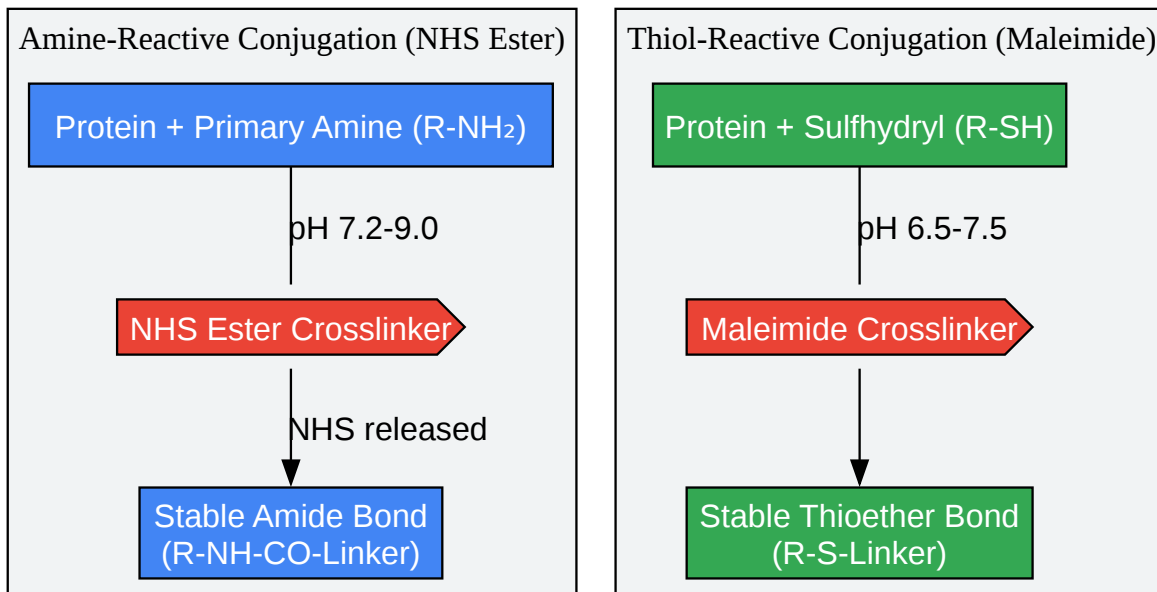 Amine-Reactive Conjugation (NHS Ester)
Protein + Primary Amine (R-NH₂)
pH 7.2-9.0
NHS Ester Crosslinker
NHS released
Stable Amide Bond
(R-NH-CO-Linker)
Thiol-Reactive Conjugation (Maleimide)
Protein + Sulfhydryl (R-SH)
pH 6.5-7.5
Maleimide Crosslinker
Stable Thioether Bond
(R-S-Linker)